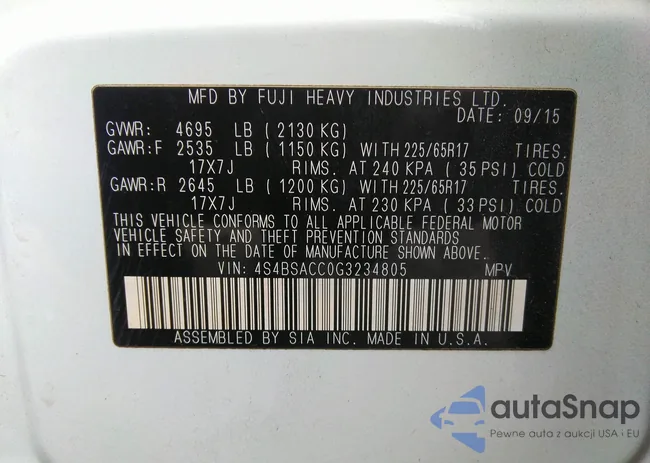 MFD BY FUJI HEAVY INDUSTRIES LTD.
DATE: 09/15
GVWR: 4695 LB (2130 KG)
GAWR:F 2535 LB (1150 KG) WITH 225/65R17 TIRES.
17X7J RIMS. AT 240 KPA (35 PSI) COLD
GAWR:R 2645 LB (1200 KG) WITH 225/65R17 TIRES.
17X7J RIMS. AT 230 KPA (33 PSI) COLD
THIS VEHICLE CONFORMS TO ALL APPLICABLE FEDERAL MOTOR
VEHICLE SAFETY AND THEFT PREVENTION STANDARDS
IN EFFECT ON THE DATE OF MANUFACTURE SHOWN ABOVE.
VIN: 4S4BSACC0G3234805 MPV
ASSEMBLED BY SIA INC. MADE IN U.S.A.
autaSnap
Pewne auta z aukcji USA i EU